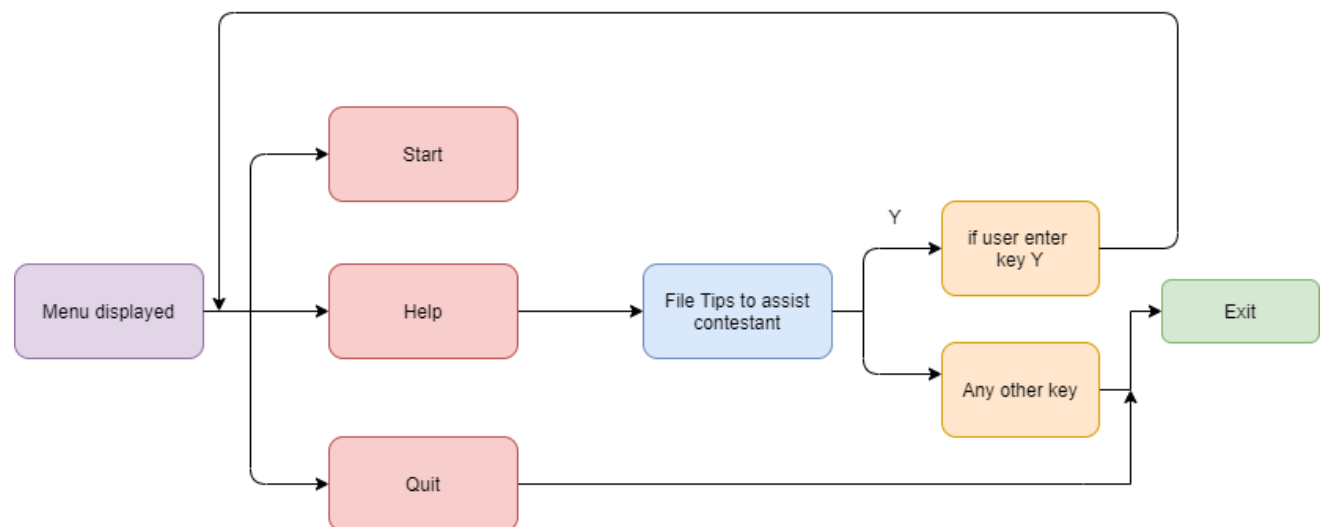 Start
Y
if user enter
key Y
Menu displayed
Help
File Tips to assist
contestant
Exit
Any other key
Quit